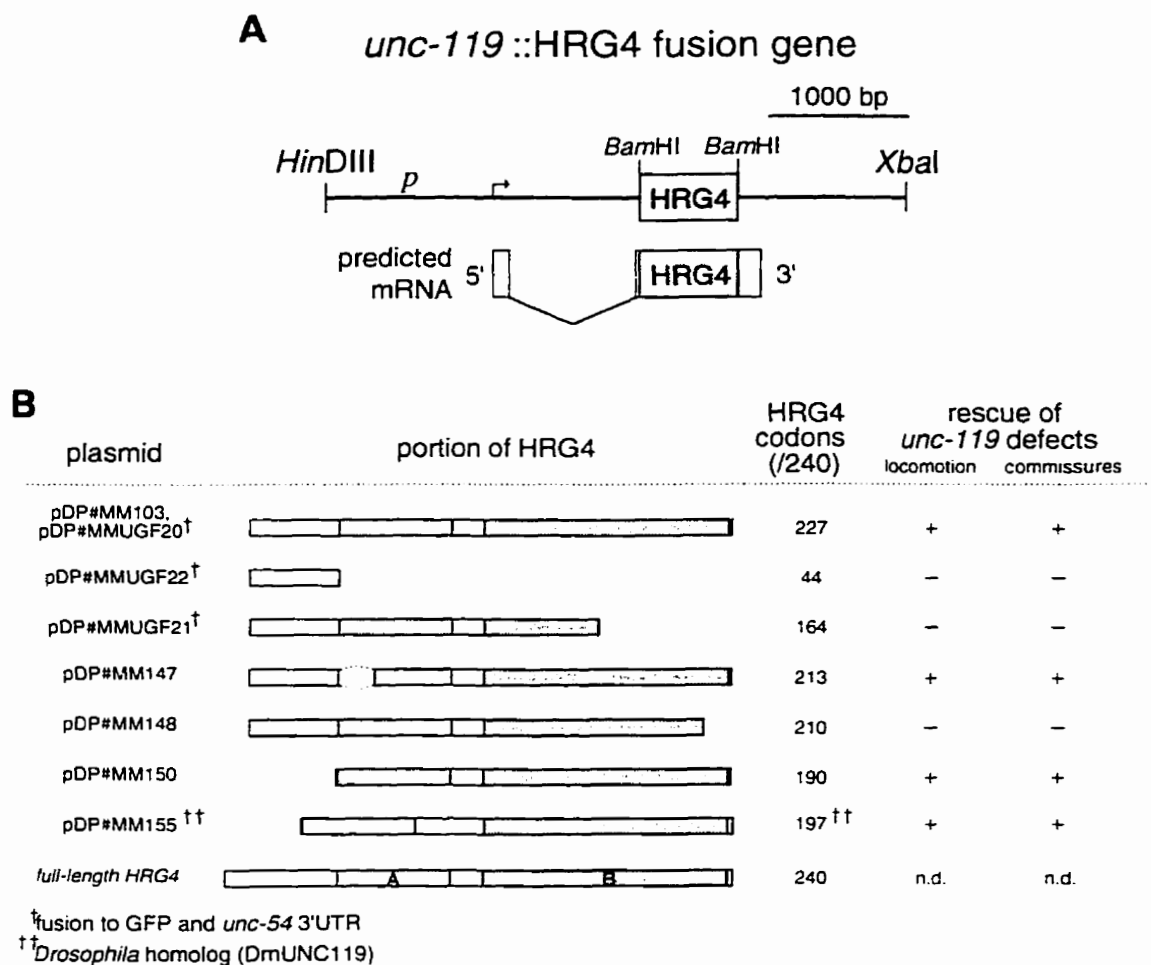 A
unc-119 ::HRG4 fusion gene
1000 bp
BamHI BamHI
HinDIII XbaI
p
HRG4
predicted
mRNA 5' HRG4 3'
B
HRG4
codons
(/240)
rescue of
unc-119 defects
plasmid portion of HRG4 locomotion commissures
pDP#MM103,
pDP#MMUGF20† 227 + +
pDP#MMUGF22† 44 – –
pDP#MMUGF21† 164 – –
pDP#MM147 213 + +
pDP#MM148 210 – –
pDP#MM150 190 + +
pDP#MM155 †† 197 †† + +
full-length HRG4 A B 240 n.d. n.d.
†fusion to GFP and unc-54 3'UTR
††Drosophila homolog (DmUNC119)